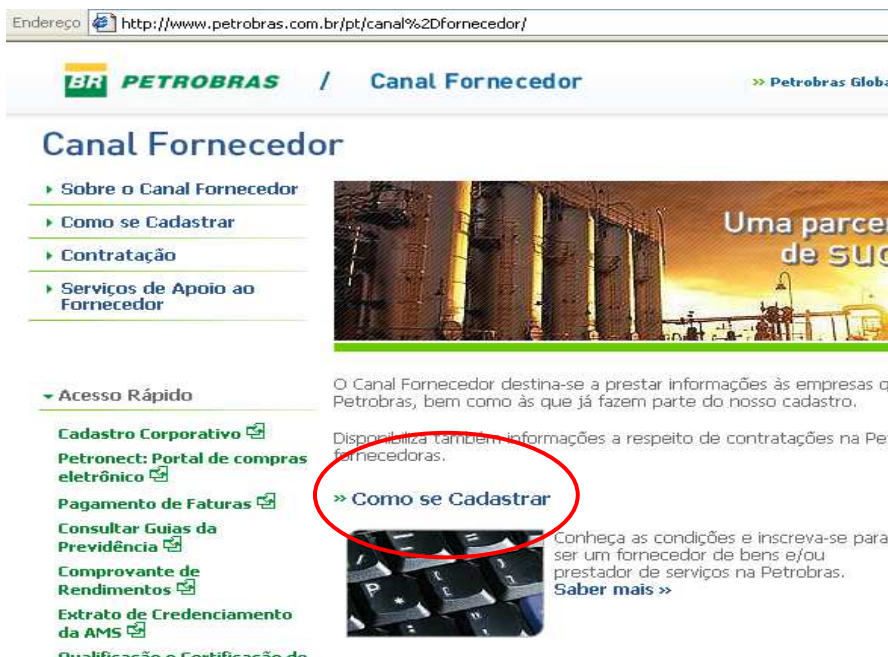 Endereço http://www.petrobras.com.br/pt/canal%2Dfornecedor/
BR PETROBRAS / Canal Fornecedor
» Petrobras Globa
Canal Fornecedor
Sobre o Canal Fornecedor
Como se Cadastrar
Contratação
Serviços de Apoio ao
Fornecedor
Uma parcer
de suc
Acesso Rápido
Cadastro Corporativo
Petronect: Portal de compras
eletrônico
Pagamento de Faturas
Consultar Guias da
Previdência
Comprovante de
Rendimentos
Extrato de Credenciamento
da AMS
Qualificação e Certificação de
O Canal Fornecedor destina-se a prestar informações às empresas q
Petrobras, bem como às que já fazem parte do nosso cadastro.
Disponibiliza também informações a respeito de contratações na Pe
fornecedoras.
» Como se Cadastrar
Conheça as condições e inscreva-se para
ser um fornecedor de bens e/ou
prestador de serviços na Petrobras.
Saber mais »